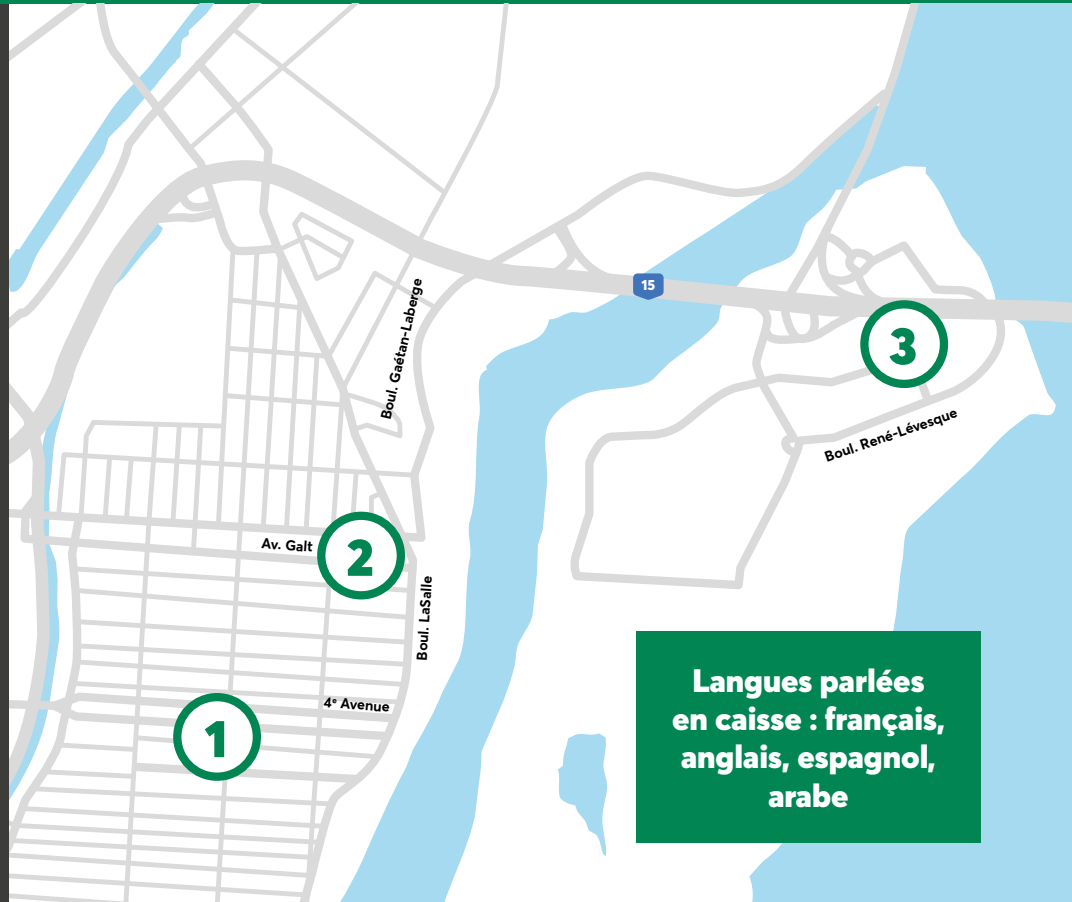 15
Boul. Gaétan-Laberge
3
Boul. René-Lévesque
Av. Galt
2
Boul. LaSalle
4e Avenue
1
Langues parlées
en caisse : français,
anglais, espagnol,
arabe